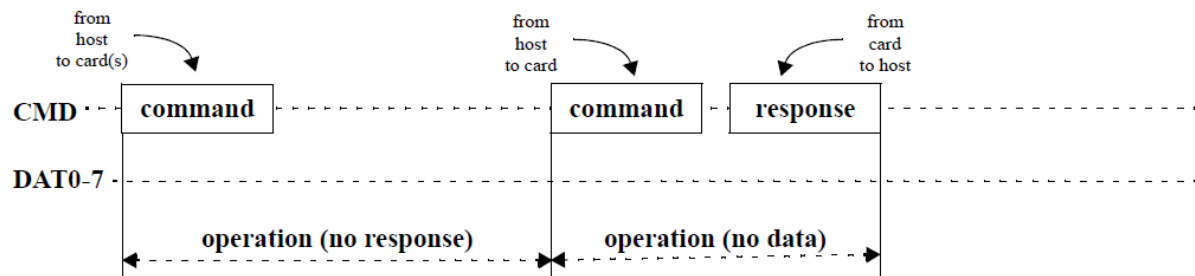 from
host
to card(s)
from
host
to card
from
card
to host
CMD
command
command
response
DAT0-7
operation (no response)
operation (no data)